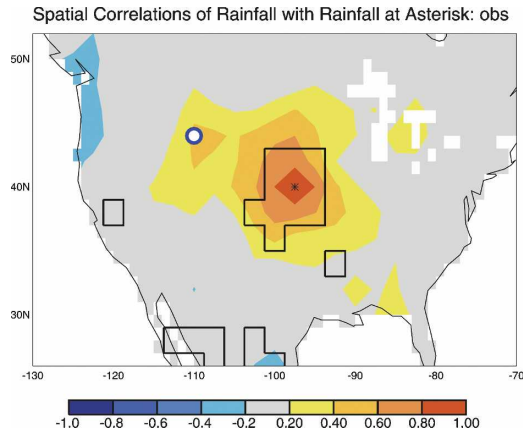 Spatial Correlations of Rainfall with Rainfall at Asterisk: obs
50N
40N
30N
-130 -120 -110 -100 -90 -80 -70
-1.0 -0.8 -0.6 -0.4 -0.2 0.20 0.40 0.60 0.80 1.00